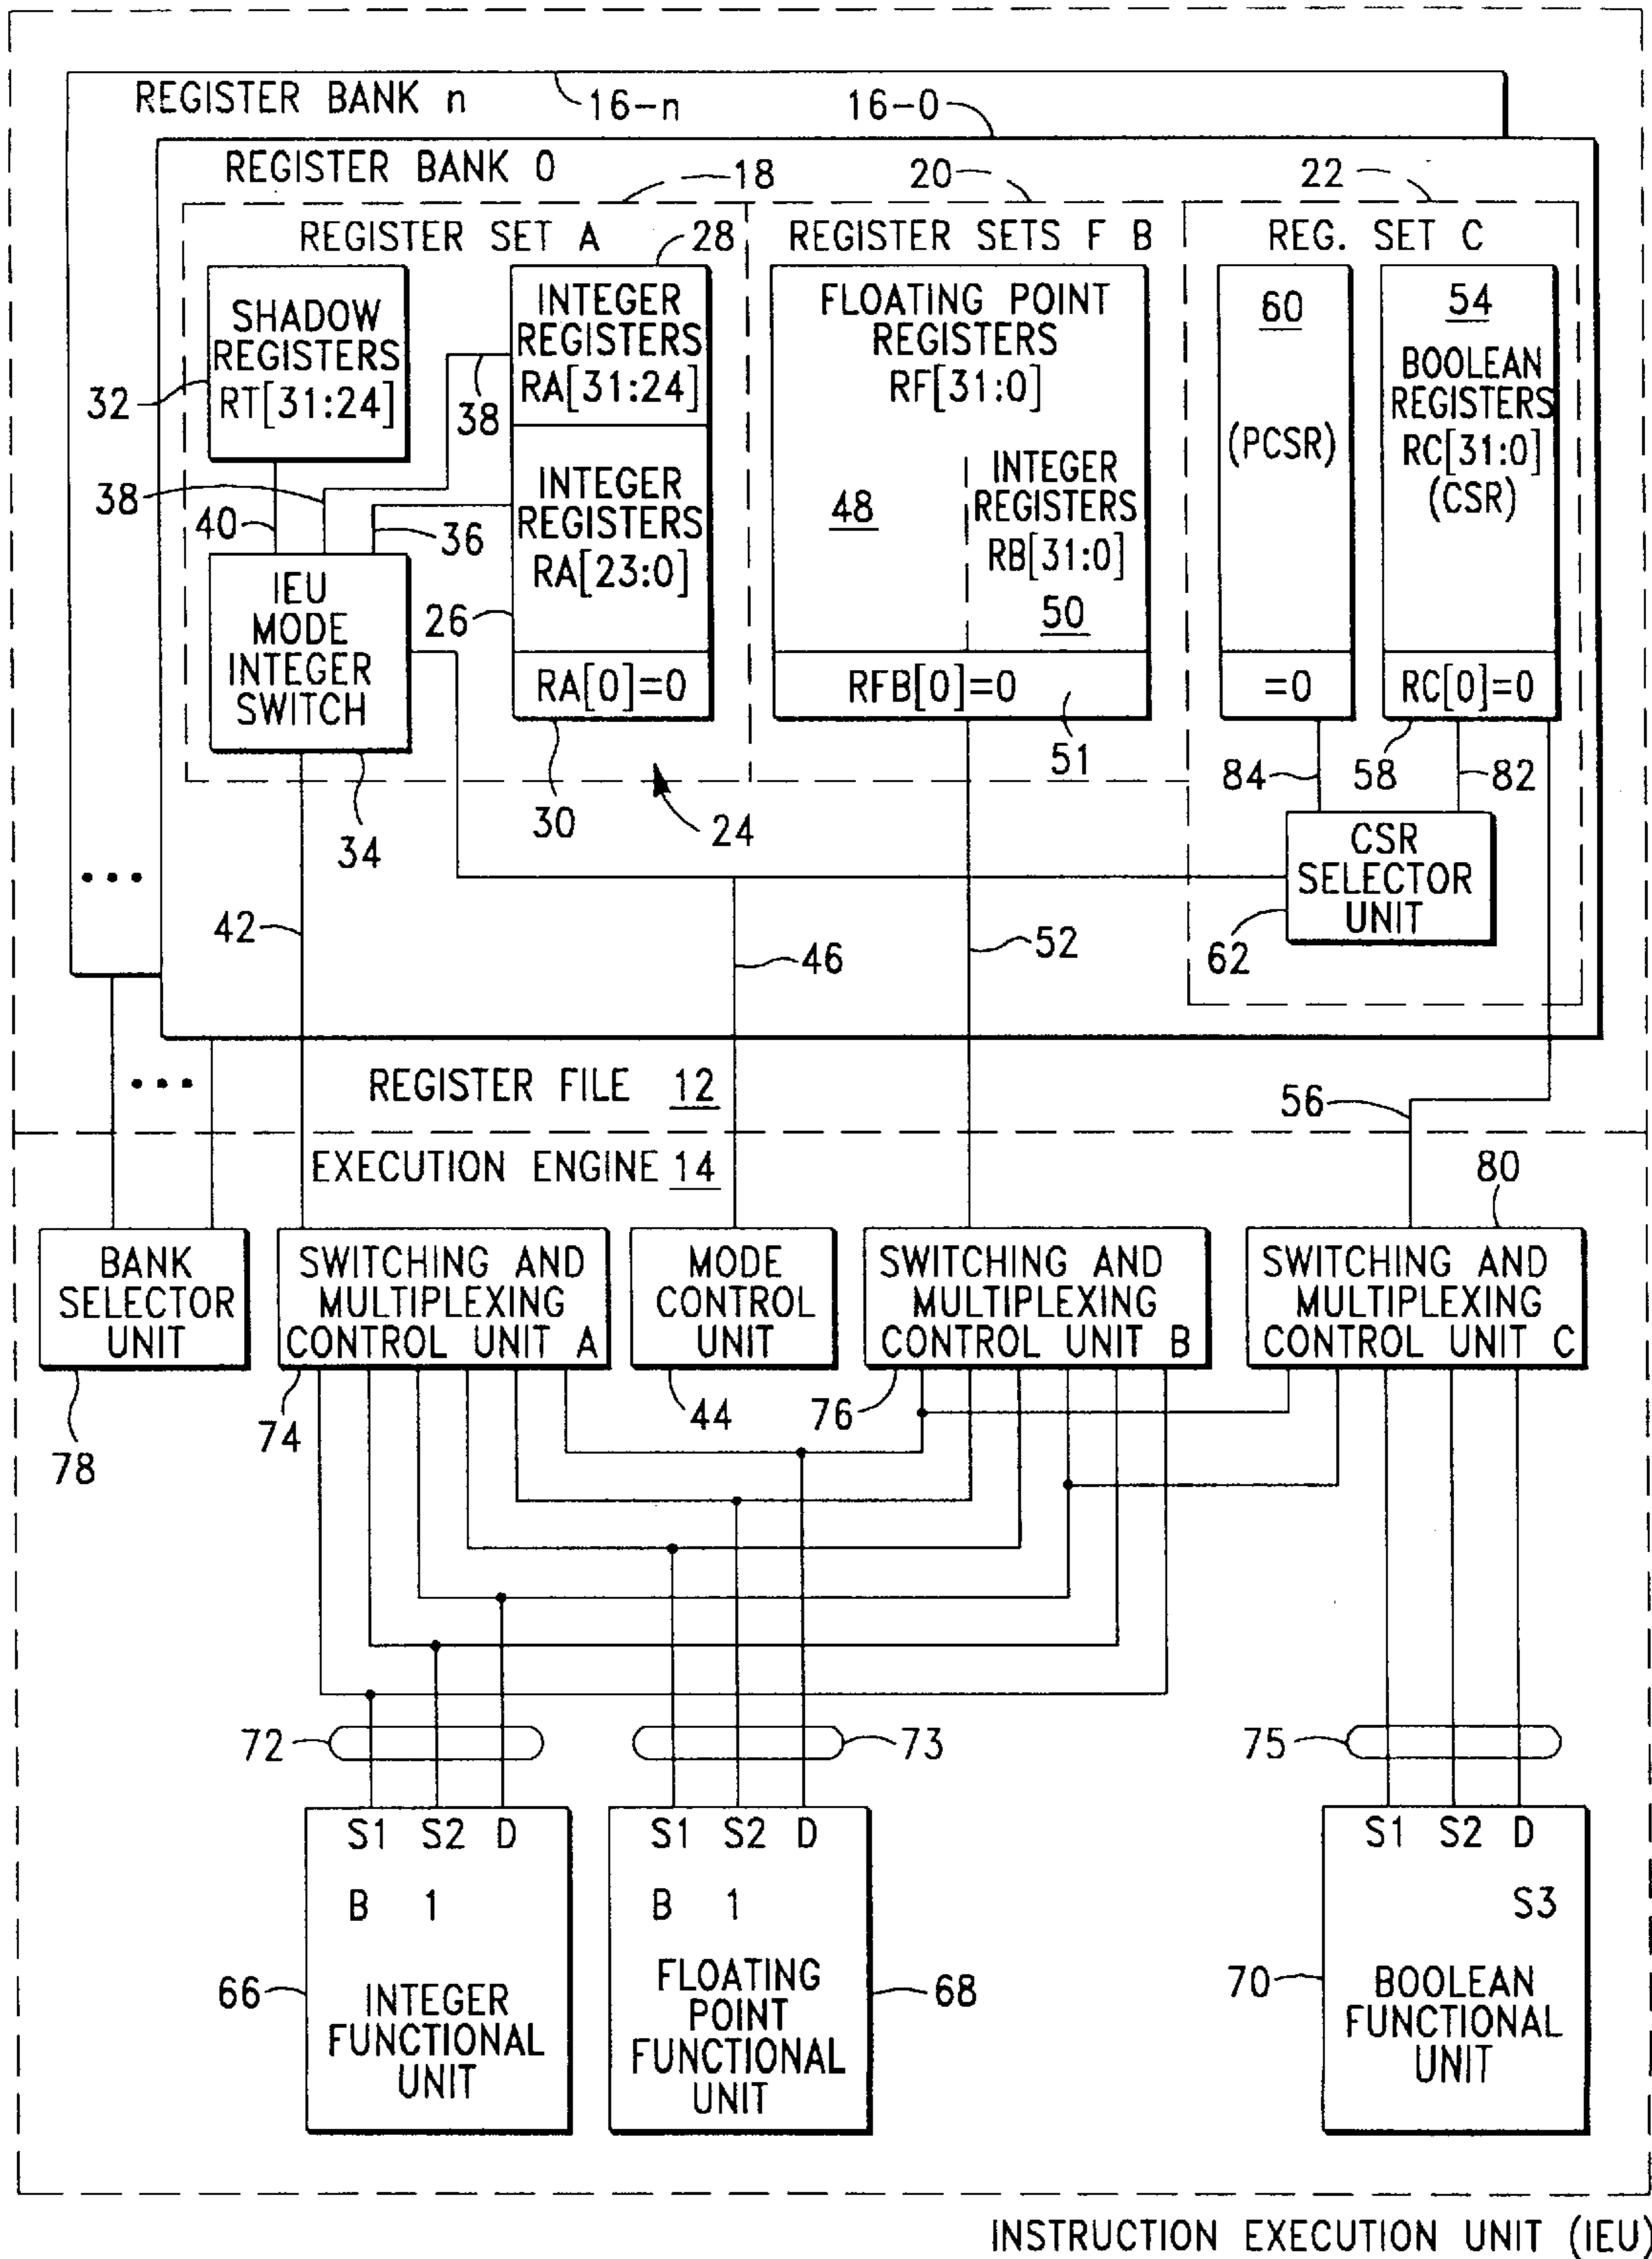 REGISTER BANK n
16-n
16-0
REGISTER BANK 0
18
20
22
REGISTER SET A
28
REGISTER SETS F B
REG. SET C
SHADOW
REGISTERS
RT[31:24]
32
INTEGER
REGISTERS
RA[31:24]
38
FLOATING POINT
REGISTERS
RF[31:0]
60
(PCSR)
54
BOOLEAN
REGISTERS
RC[31:0]
(CSR)
38
40
36
INTEGER
REGISTERS
RA[23:0]
48
INTEGER
REGISTERS
RB[31:0]
50
IEU
MODE
INTEGER
SWITCH
26
RA[0]=0
RFB[0]=0
=0
RC[0]=0
34
30
24
51
84
58
82
CSR
SELECTOR
UNIT
62
...
42
46
52
...
REGISTER FILE 12
56
EXECUTION ENGINE 14
80
BANK
SELECTOR
UNIT
SWITCHING AND
MULTIPLEXING
CONTROL UNIT A
MODE
CONTROL
UNIT
SWITCHING AND
MULTIPLEXING
CONTROL UNIT B
SWITCHING AND
MULTIPLEXING
CONTROL UNIT C
78
74
44
76
72
73
75
S1 S2 D
B 1
INTEGER
FUNCTIONAL
UNIT
66
S1 S2 D
B 1
FLOATING
POINT
FUNCTIONAL
UNIT
68
S1 S2 D
S3
BOOLEAN
FUNCTIONAL
UNIT
70
INSTRUCTION EXECUTION UNIT (IEU)